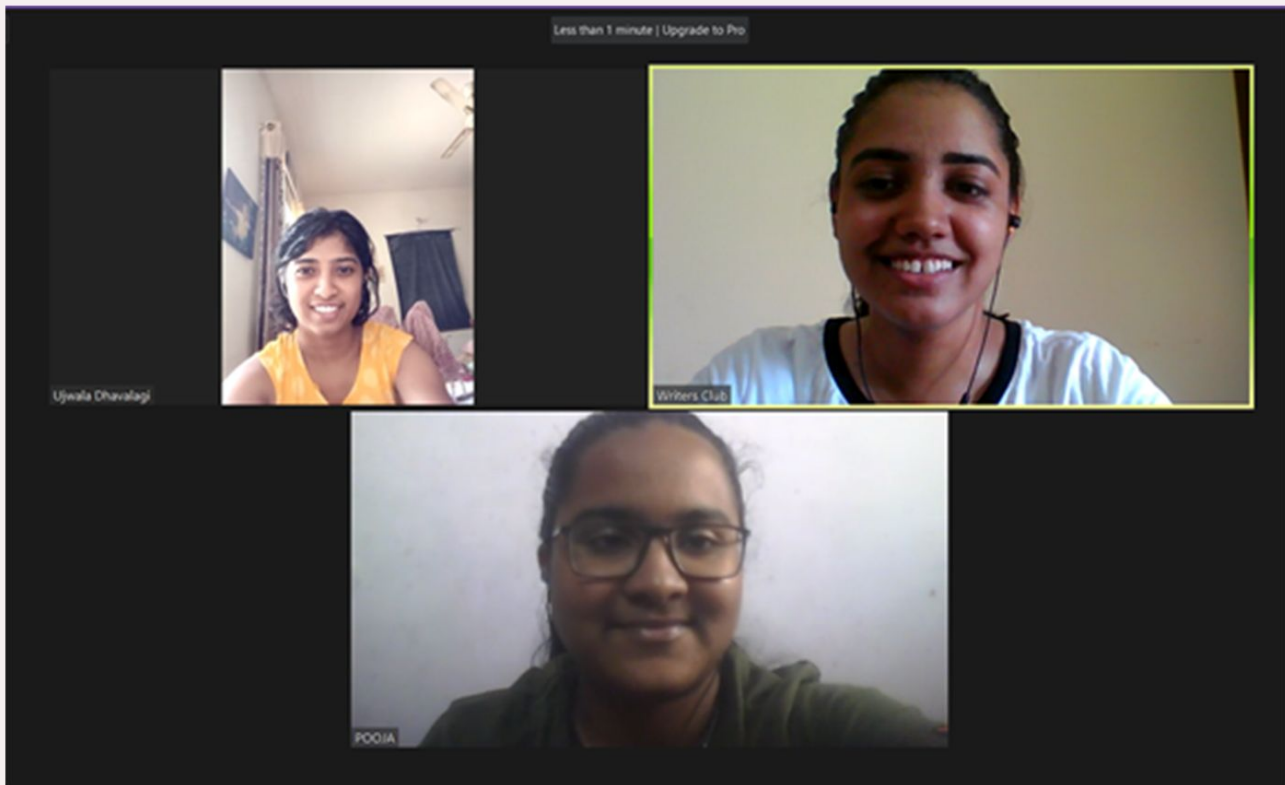 Less than 1 minute | Upgrade to Pro
Ujwala Dhavalagi
Writers Club
POOJA